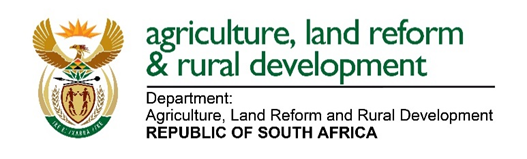 agriculture, land reform
& rural development
Department:
Agriculture, Land Reform and Rural Development
REPUBLIC OF SOUTH AFRICA